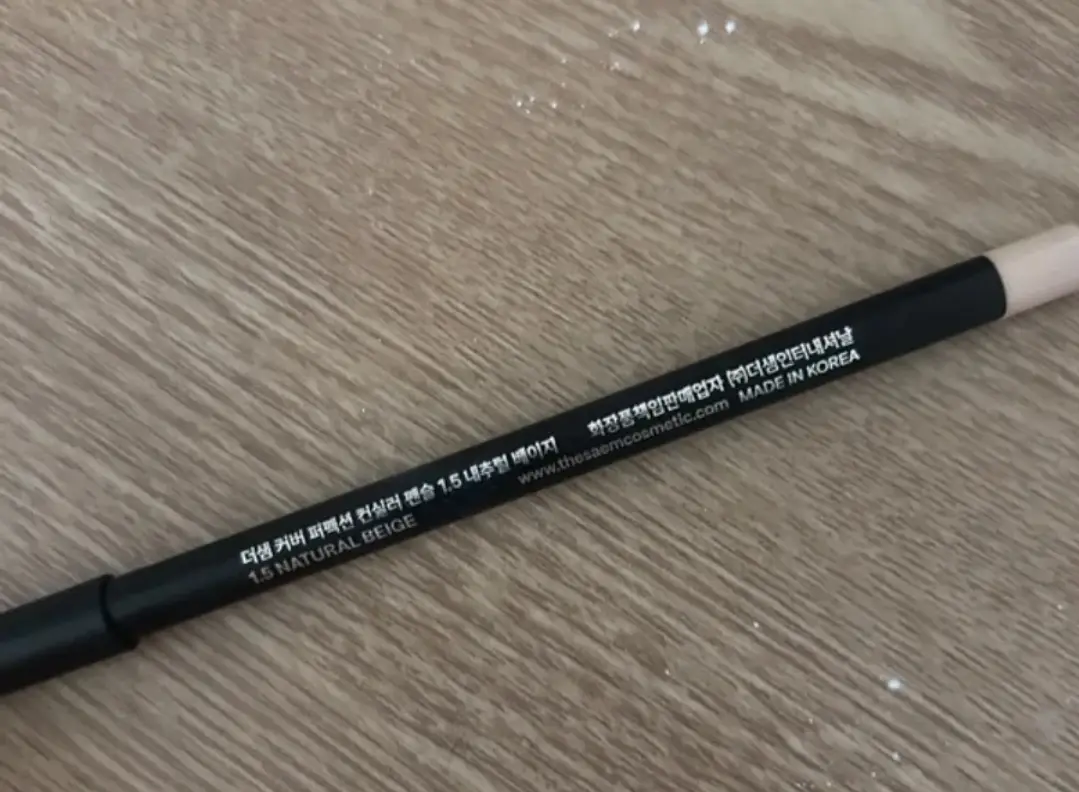 더샘 커버 퍼펙션 컨실러 펜슬 1.5 내추럴 베이지
1.5 NATURAL BEIGE
화장품책임판매업자 (주)더샘인터내셔날
www.thesaemcosmetic.com MADE IN KOREA